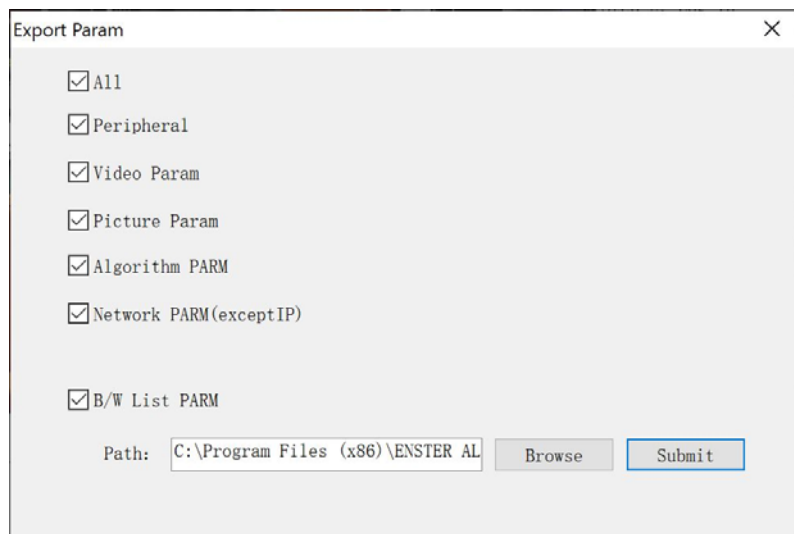 Export Param
All
Peripheral
Video Param
Picture Param
Algorithm PARM
Network PARM(exceptIP)
B/W List PARM
Path: C:\Program Files (x86)\ENSTER AL Browse Submit